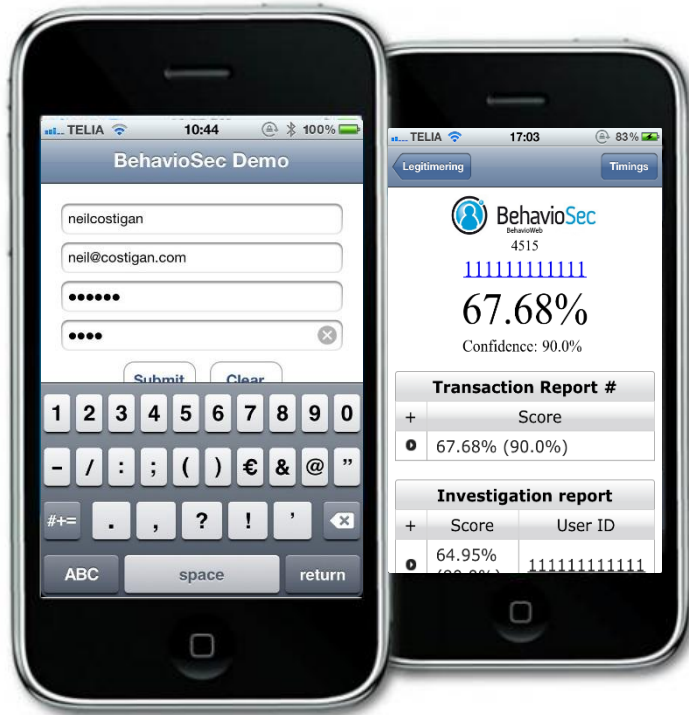 TELIA 10:44 100%
BehavioSec Demo
neilcostigan
neil@costigan.com
••••••
••••
Submit Clear
1 2 3 4 5 6 7 8 9 0
- / : ; ( ) € & @ ”
#+= . , ? ! ’
ABC space return
TELIA 17:03 83%
Legitimering Timings
BehavioSec
BehavioWeb
4515
111111111111
67.68%
Confidence: 90.0%
Transaction Report #
+ Score
67.68% (90.0%)
Investigation report
+ Score User ID
64.95% 111111111111